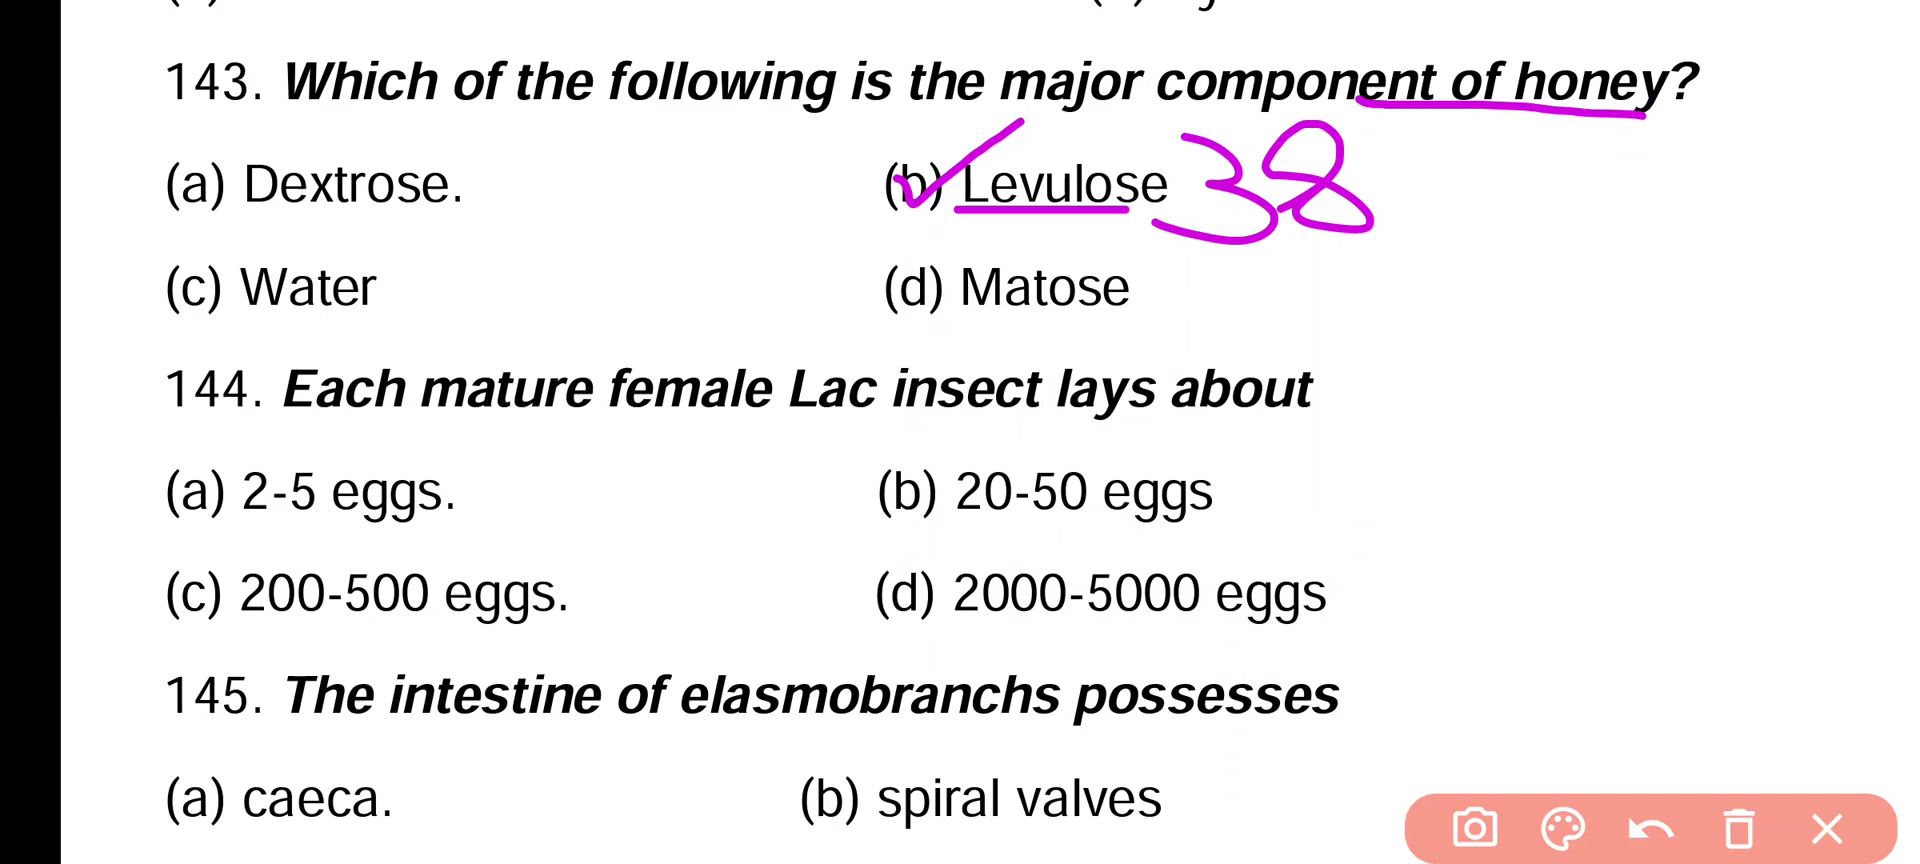 143. Which of the following is the major component of honey?
(a) Dextrose. (b) Levulose 38
(c) Water (d) Matose
144. Each mature female Lac insect lays about
(a) 2-5 eggs. (b) 20-50 eggs
(c) 200-500 eggs. (d) 2000-5000 eggs
145. The intestine of elasmobranchs possesses
(a) caeca. (b) spiral valves